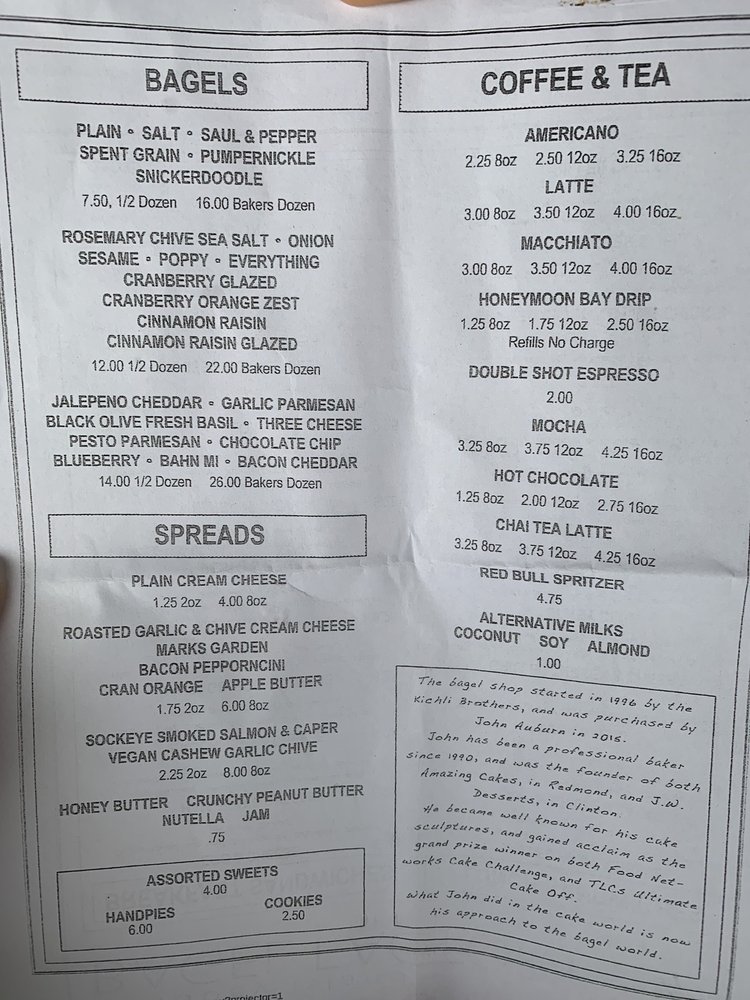 BAGELS
PLAIN ° SALT ° SAUL & PEPPER
SPENT GRAIN ° PUMPERNICKLE
SNICKERDOODLE
7.50, 1/2 Dozen 16.00 Bakers Dozen
ROSEMARY CHIVE SEA SALT ° ONION
SESAME ° POPPY ° EVERYTHING
CRANBERRY GLAZED
CRANBERRY ORANGE ZEST
CINNAMON RAISIN
CINNAMON RAISIN GLAZED
12.00 1/2 Dozen 22.00 Bakers Dozen
JALEPENO CHEDDAR ° GARLIC PARMESAN
BLACK OLIVE FRESH BASIL ° THREE CHEESE
PESTO PARMESAN ° CHOCOLATE CHIP
BLUEBERRY ° BAHN MI ° BACON CHEDDAR
14.00 1/2 Dozen 26.00 Bakers Dozen
SPREADS
PLAIN CREAM CHEESE
1.25 2oz 4.00 8oz
ROASTED GARLIC & CHIVE CREAM CHEESE
MARKS GARDEN
BACON PEPPORNCINI
CRAN ORANGE APPLE BUTTER
1.75 2oz 6.00 8oz
SOCKEYE SMOKED SALMON & CAPER
VEGAN CASHEW GARLIC CHIVE
2.25 2oz 8.00 8oz
HONEY BUTTER CRUNCHY PEANUT BUTTER
NUTELLA JAM
.75
ASSORTED SWEETS
4.00
HANDPIES COOKIES
6.00 2.50
COFFEE & TEA
AMERICANO
2.25 8oz 2.50 12oz 3.25 16oz
LATTE
3.00 8oz 3.50 12oz 4.00 16oz
MACCHIATO
3.00 8oz 3.50 12oz 4.00 16oz
HONEYMOON BAY DRIP
1.25 8oz 1.75 12oz 2.50 16oz
Refills No Charge
DOUBLE SHOT ESPRESSO
2.00
MOCHA
3.25 8oz 3.75 12oz 4.25 16oz
HOT CHOCOLATE
1.25 8oz 2.00 12oz 2.75 16oz
CHAI TEA LATTE
3.25 8oz 3.75 12oz 4.25 16oz
RED BULL SPRITZER
4.75
ALTERNATIVE MILKS
COCONUT SOY ALMOND
1.00
The bagel shop started in 1996 by the
Kichli Brothers, and was purchased by
John Auburn in 2015.
John has been a professional baker
since 1990, and was the founder of both
Amazing Cakes, in Redmond, and J.W.
Desserts, in Clinton.
He became well known for his cake
sculptures, and gained acclaim as the
grand prize winner on both Food Net-
works Cake Challenge, and TLCs Ultimate
Cake Off.
What John did in the cake world is now
his approach to the bagel world.